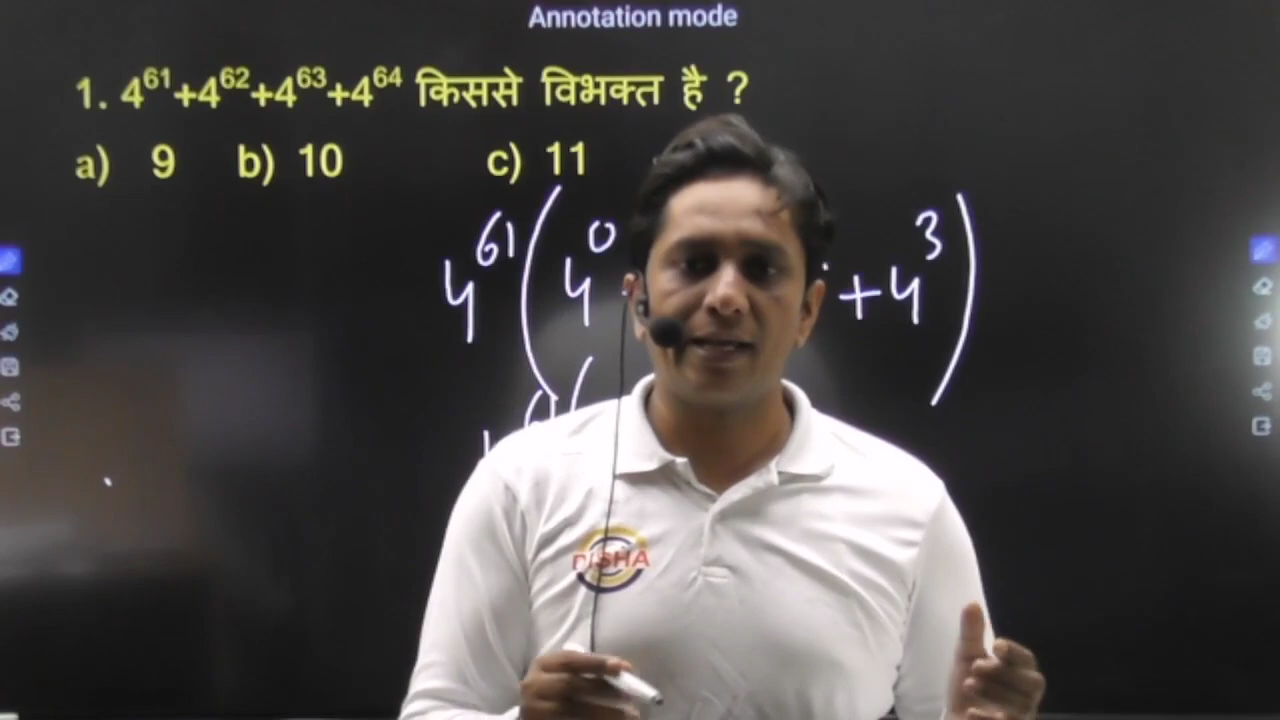 Annotation mode
1. 4⁶¹+4⁶²+4⁶³+4⁶⁴ किससे विभक्त है ?
a) 9 b) 10 c) 11
4⁶¹ ( 4⁰ +4³ )
DISHA